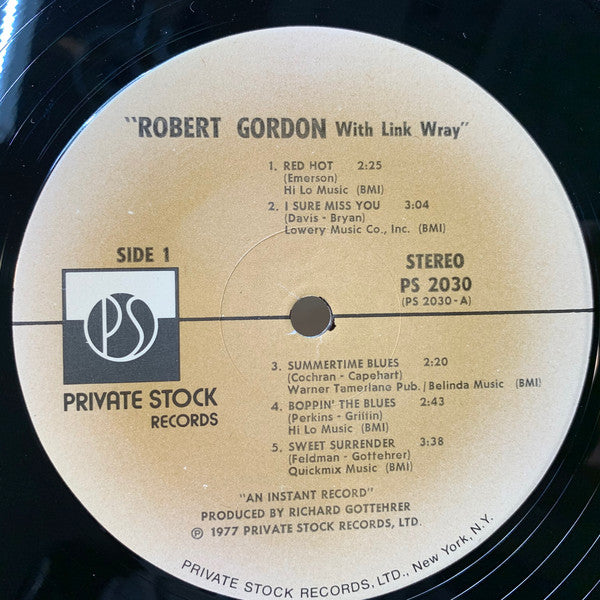 "ROBERT GORDON With Link Wray"
1. RED HOT 2:25
(Emerson)
Hi Lo Music (BMI)
2. I SURE MISS YOU 3:04
(Davis - Bryan)
Lowery Music Co., Inc. (BMI)
SIDE 1
STEREO
PS 2030
(PS 2030-A)
PS
PRIVATE STOCK
RECORDS
3. SUMMERTIME BLUES 2:20
(Cochran - Capehart)
Warner Tamerlane Pub./Belinda Music (BMI)
4. BOPPIN' THE BLUES 2:43
(Perkins - Griffin)
Hi Lo Music (BMI)
5. SWEET SURRENDER 3:38
(Feldman - Gottehrer)
Quickmix Music (BMI)
"AN INSTANT RECORD"
PRODUCED BY RICHARD GOTTEHRER
℗ 1977 PRIVATE STOCK RECORDS, LTD.
PRIVATE STOCK RECORDS, LTD., New York, N.Y.